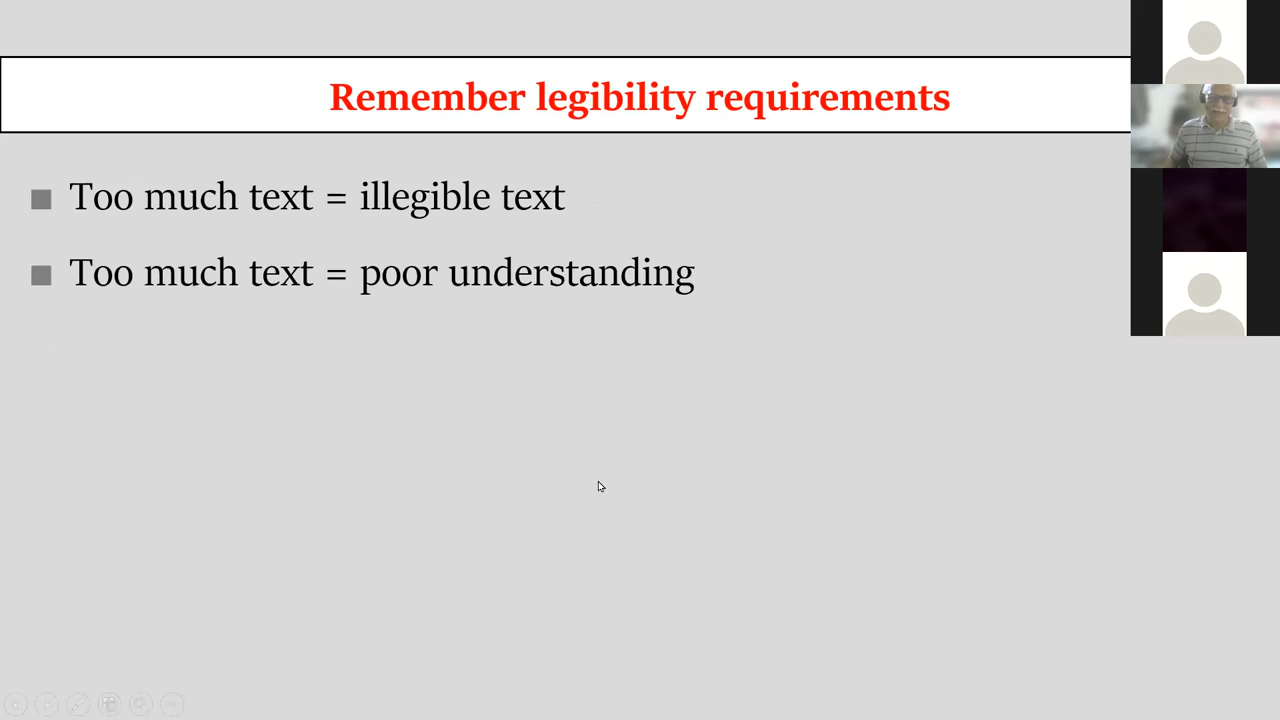 Remember legibility requirements
Too much text = illegible text
Too much text = poor understanding